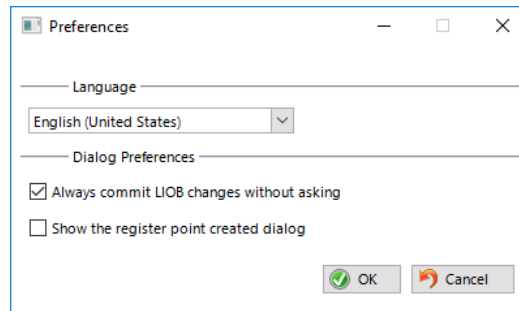 Preferences
Language
English (United States)
Dialog Preferences
Always commit LIOB changes without asking
Show the register point created dialog
OK
Cancel